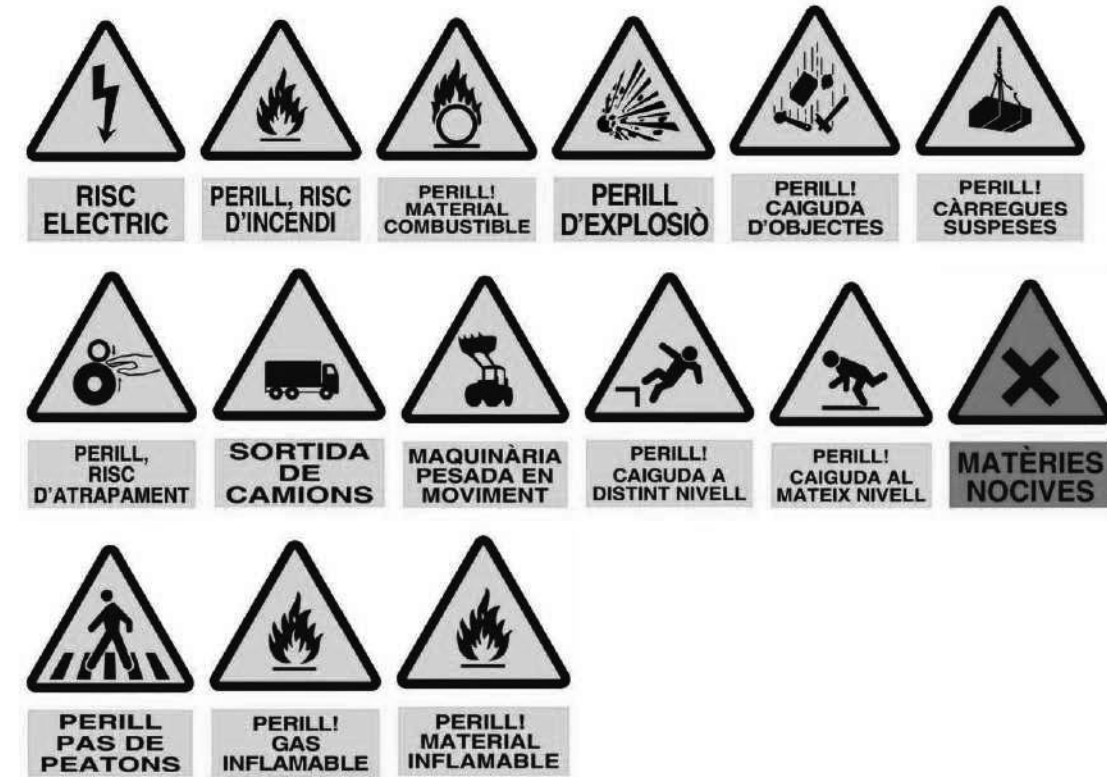 RISC
ELECTRIC
PERILL, RISC
D'INCÉNDI
PERILL!
MATERIAL
COMBUSTIBLE
PERILL
D'EXPLOSIÒ
PERILL!
CAIGUDA
D'OBJECTES
PERILL!
CÀRREGUES
SUSPESES
PERILL,
RISC
D'ATRAPAMENT
SORTIDA
DE
CAMIONS
MAQUINÀRIA
PESADA EN
MOVIMENT
PERILL!
CAIGUDA A
DISTINT NIVELL
PERILL!
CAIGUDA AL
MATEIX NIVELL
MATÈRIES
NOCIVES
PERILL
PAS DE
PEATONS
PERILL!
GAS
INFLAMABLE
PERILL!
MATERIAL
INFLAMABLE